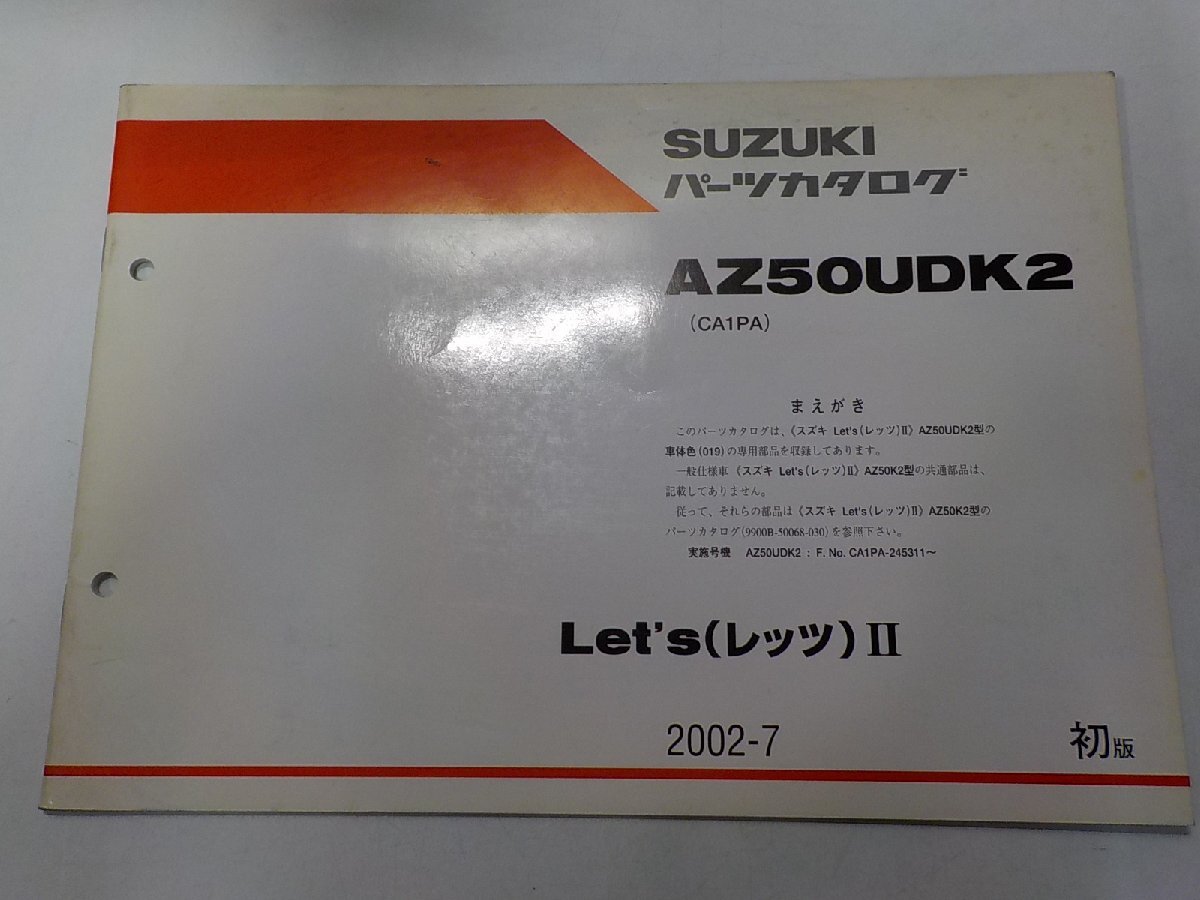 SUZUKI
パーツカタログ
AZ50UDK2
(CA1PA)
まえがき
このパーツカタログは、《スズキ Let's(レッツ)II》AZ50UDK2型の
車体色(019)の専用部品を収録してあります。
一般仕様車《スズキ Let's(レッツ)II》AZ50K2型の共通部品は、
記載してありません。
従って、それらの部品は《スズキ Let's(レッツ)II》AZ50K2型の
パーツカタログ(9900B-50068-030)を参照下さい。
実施号機 AZ50UDK2 : F. No. CA1PA-245311〜
Let's(レッツ)II
2002-7 初版